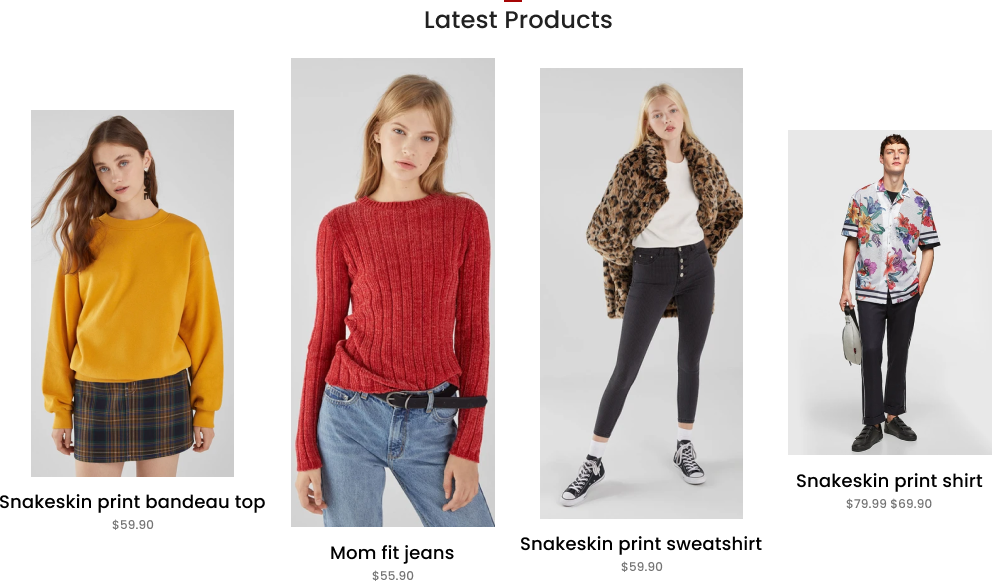 Latest Products
Snakeskin print bandeau top
$59.90
Mom fit jeans
$55.90
Snakeskin print sweatshirt
$59.90
Snakeskin print shirt
$79.99 $69.90